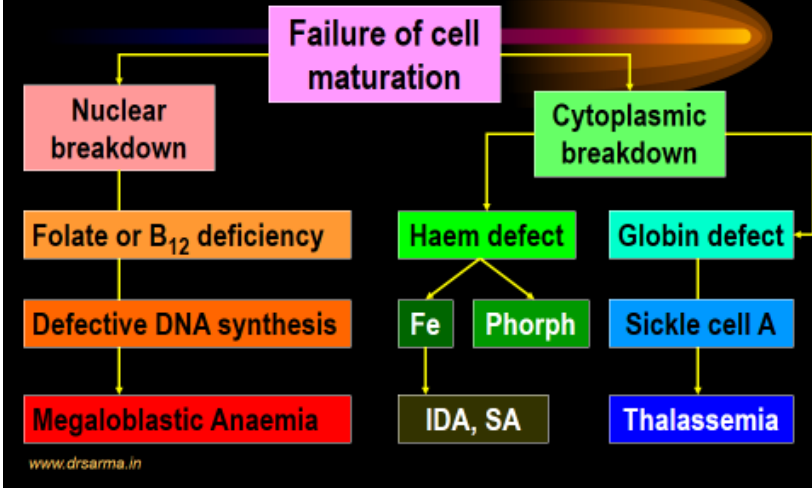 Failure of cell
maturation
Nuclear
breakdown
Cytoplasmic
breakdown
Folate or B₁₂ deficiency
Haem defect
Globin defect
Defective DNA synthesis
Fe
Phorph
Sickle cell A
Megaloblastic Anaemia
IDA, SA
Thalassemia
www.drsarma.in